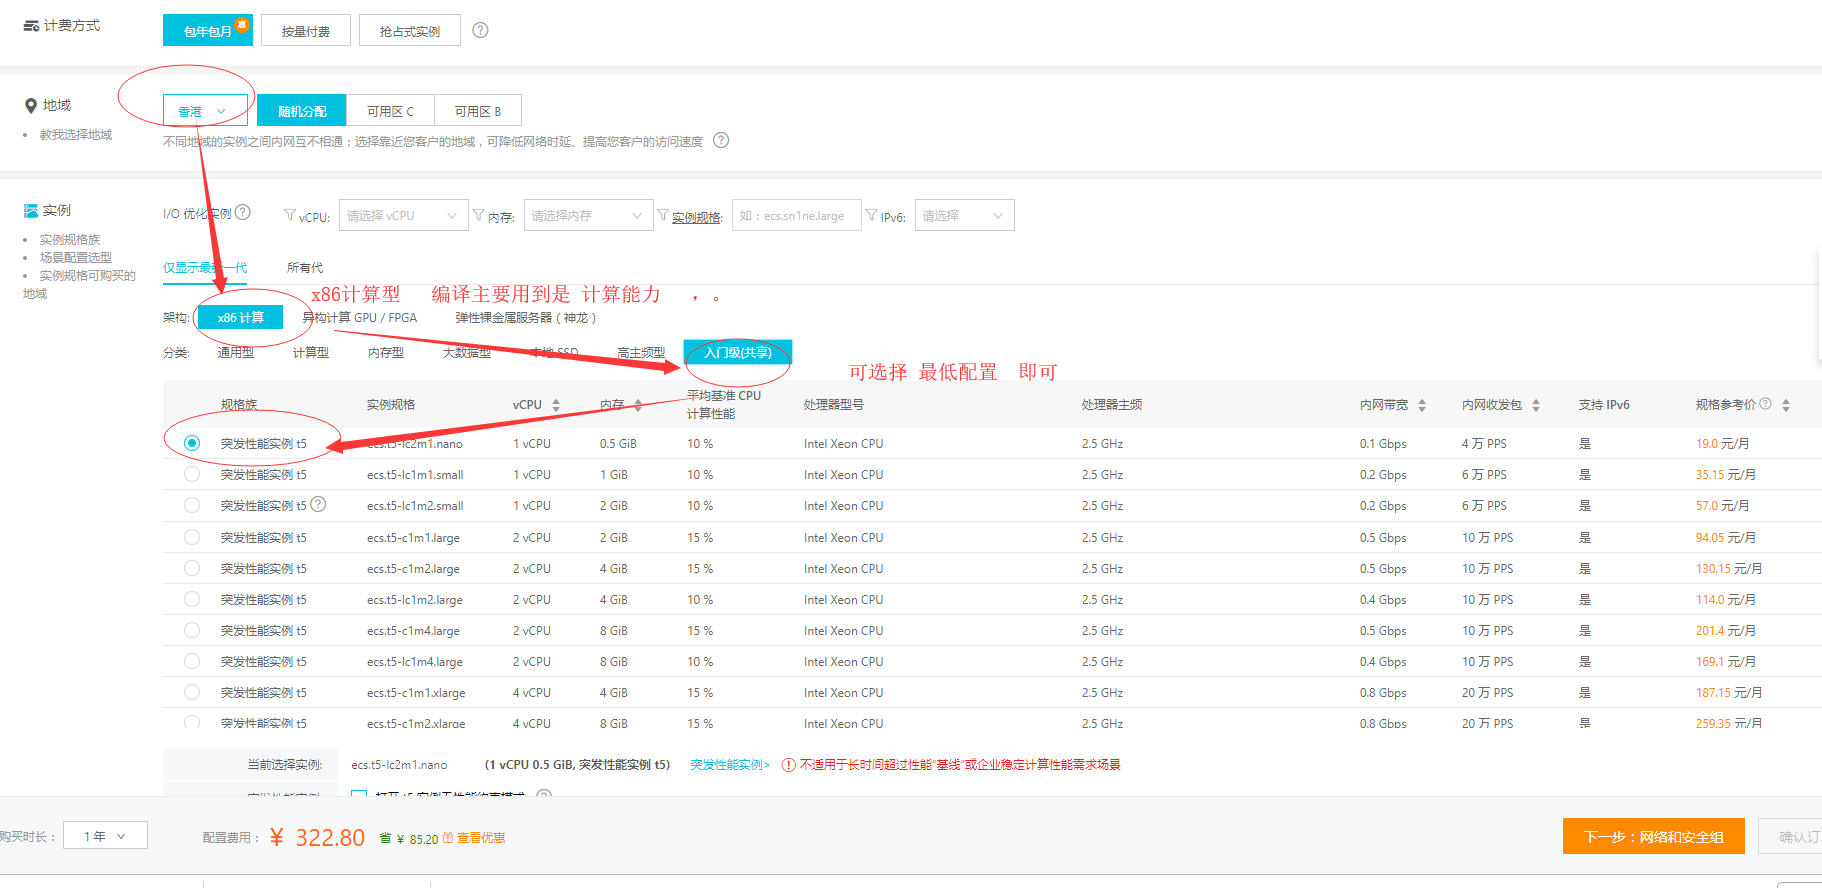 计费方式
包年包月 惠 按量付费 抢占式实例 ?
地域
香港 随机分配 可用区 C 可用区 B
教我选择地域
不同地域的实例之间内网互不相通；选择靠近您客户的地域，可降低网络时延、提高您客户的访问速度 ?
实例
I/O 优化实例 ? vCPU: 请选择 vCPU 内存: 请选择内存 实例规格: 如：ecs.sn1ne.large IPv6: 请选择
实例规格族
场景配置选型
实例规格可购买的
地域
仅显示最新一代 所有代
x86计算型 编译主要用到是 计算能力 ，。
架构: x86 计算 异构计算 GPU / FPGA 弹性裸金属服务器（神龙）
分类: 通用型 计算型 内存型 大数据型 本地 SSD 高主频型 入门级(共享)
可选择 最低配置 即可
规格族 实例规格 vCPU 内存 平均基准 CPU 计算性能 处理器型号 处理器主频 内网带宽 内网收发包 支持 IPv6 规格参考价 ?
突发性能实例 t5 ecs.t5-lc2m1.nano 1 vCPU 0.5 GiB 10 % Intel Xeon CPU 2.5 GHz 0.1 Gbps 4 万 PPS 是 19.0 元/月
突发性能实例 t5 ecs.t5-lc1m1.small 1 vCPU 1 GiB 10 % Intel Xeon CPU 2.5 GHz 0.2 Gbps 6 万 PPS 是 35.15 元/月
突发性能实例 t5 ? ecs.t5-lc1m2.small 1 vCPU 2 GiB 10 % Intel Xeon CPU 2.5 GHz 0.2 Gbps 6 万 PPS 是 57.0 元/月
突发性能实例 t5 ecs.t5-c1m1.large 2 vCPU 2 GiB 15 % Intel Xeon CPU 2.5 GHz 0.5 Gbps 10 万 PPS 是 94.05 元/月
突发性能实例 t5 ecs.t5-c1m2.large 2 vCPU 4 GiB 15 % Intel Xeon CPU 2.5 GHz 0.5 Gbps 10 万 PPS 是 130.15 元/月
突发性能实例 t5 ecs.t5-lc1m2.large 2 vCPU 4 GiB 10 % Intel Xeon CPU 2.5 GHz 0.4 Gbps 10 万 PPS 是 114.0 元/月
突发性能实例 t5 ecs.t5-c1m4.large 2 vCPU 8 GiB 15 % Intel Xeon CPU 2.5 GHz 0.5 Gbps 10 万 PPS 是 201.4 元/月
突发性能实例 t5 ecs.t5-lc1m4.large 2 vCPU 8 GiB 10 % Intel Xeon CPU 2.5 GHz 0.4 Gbps 10 万 PPS 是 169.1 元/月
突发性能实例 t5 ecs.t5-c1m1.xlarge 4 vCPU 4 GiB 15 % Intel Xeon CPU 2.5 GHz 0.8 Gbps 20 万 PPS 是 187.15 元/月
突发性能实例 t5 ecs.t5-c1m2.xlarge 4 vCPU 8 GiB 15 % Intel Xeon CPU 2.5 GHz 0.8 Gbps 20 万 PPS 是 259.35 元/月
当前选择实例: ecs.t5-lc2m1.nano (1 vCPU 0.5 GiB, 突发性能实例 t5) 突发性能实例> ! 不适用于长时间超过性能“基线”或企业稳定计算性能需求场景
突发性能实例: 打开 t5 实例无性能约束模式 ?
购买时长： 1 年 配置费用： ¥ 322.80 省 ¥ 85.20 查看优惠 下一步：网络和安全组 确认订